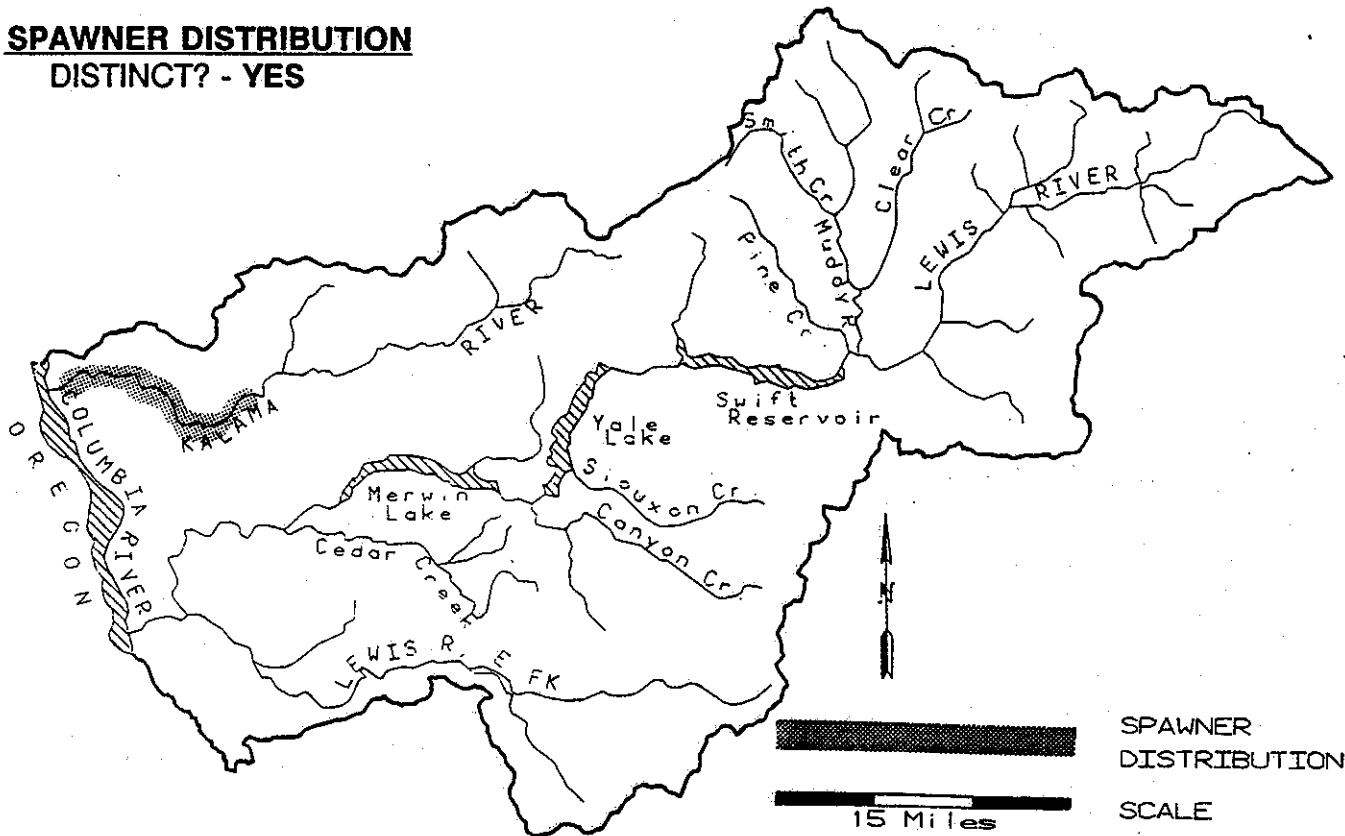 SPAWNER DISTRIBUTION
DISTINCT? - YES
Smith Cr
Clear Cr
Muddy R
Pine Cr
LEWIS RIVER
KALAMA RIVER
COLUMBIA RIVER
OREGON
Swift
Reservoir
Yale
Lake
Merwin
Lake
Siouxon Cr.
Canyon Cr.
Cedar Creek
LEWIS R, E FK
N
SPAWNER
DISTRIBUTION
SCALE
15 Miles